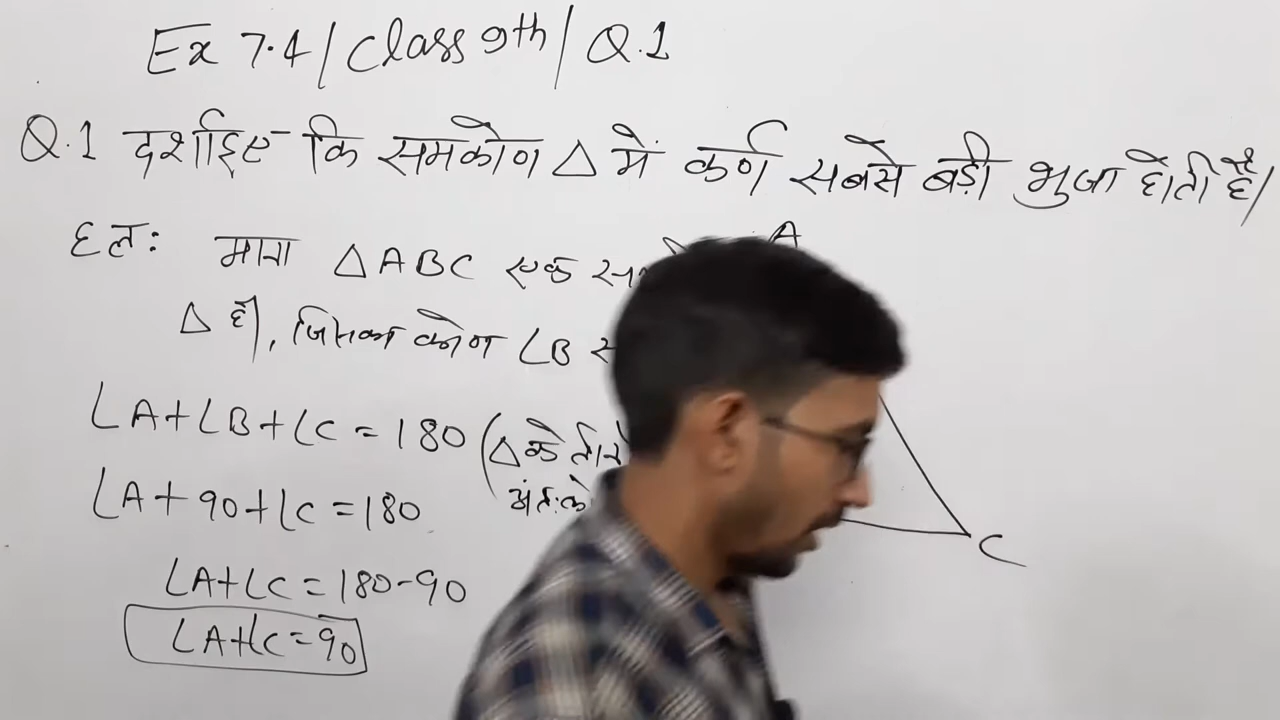 Ex 7.4 / Class 9th / Q.1
Q.1 दर्शाइए कि समकोण △ में कर्ण सबसे बड़ी भुजा होती है।
हलः माना △ABC एक
△ है, जिसका कोण ∠B
∠A+∠B+∠C=180 (△ के तीनों
अंतः
∠A+90+∠C=180
∠A+∠C=180-90
∠A+∠C=90
A
C